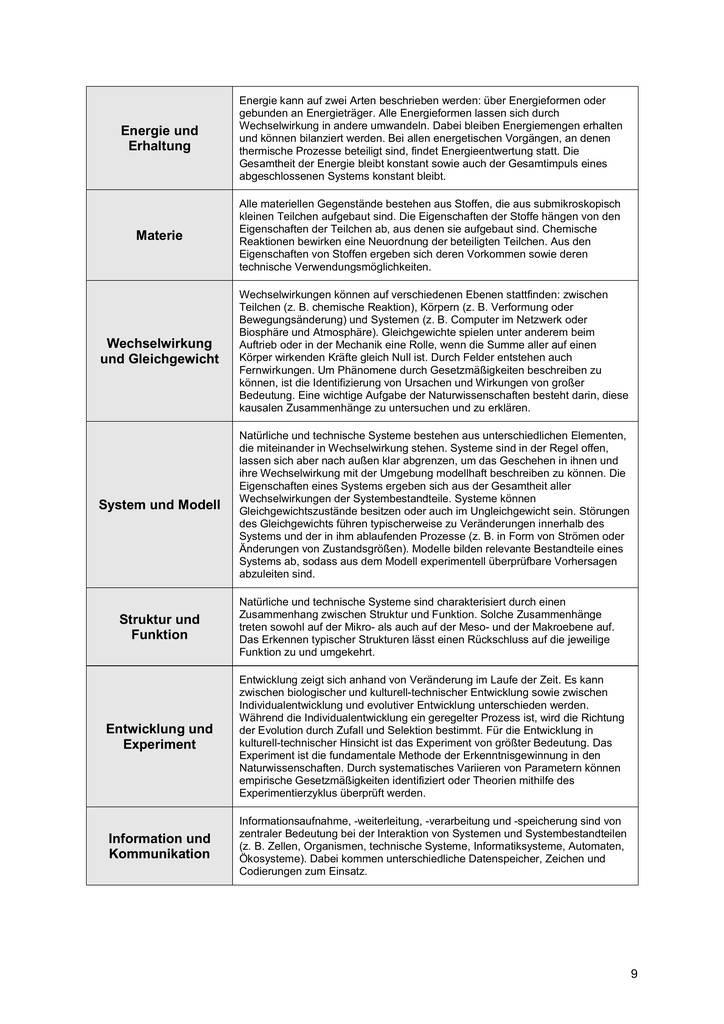 Energie und
Erhaltung
Energie kann auf zwei Arten beschrieben werden: über Energieformen oder
gebunden an Energieträger. Alle Energieformen lassen sich durch
Wechselwirkung in andere umwandeln. Dabei bleiben Energiemengen erhalten
und können bilanziert werden. Bei allen energetischen Vorgängen, an denen
thermische Prozesse beteiligt sind, findet Energieentwertung statt. Die
Gesamtheit der Energie bleibt konstant sowie auch der Gesamtimpuls eines
abgeschlossenen Systems konstant bleibt.
Materie
Alle materiellen Gegenstände bestehen aus Stoffen, die aus submikroskopisch
kleinen Teilchen aufgebaut sind. Die Eigenschaften der Stoffe hängen von den
Eigenschaften der Teilchen ab, aus denen sie aufgebaut sind. Chemische
Reaktionen bewirken eine Neuordnung der beteiligten Teilchen. Aus den
Eigenschaften von Stoffen ergeben sich deren Vorkommen sowie deren
technische Verwendungsmöglichkeiten.
Wechselwirkung
und Gleichgewicht
Wechselwirkungen können auf verschiedenen Ebenen stattfinden: zwischen
Teilchen (z. B. chemische Reaktion), Körpern (z. B. Verformung oder
Bewegungsänderung) und Systemen (z. B. Computer im Netzwerk oder
Biosphäre und Atmosphäre). Gleichgewichte spielen unter anderem beim
Auftrieb oder in der Mechanik eine Rolle, wenn die Summe aller auf einen
Körper wirkenden Kräfte gleich Null ist. Durch Felder entstehen auch
Fernwirkungen. Um Phänomene durch Gesetzmäßigkeiten beschreiben zu
können, ist die Identifizierung von Ursachen und Wirkungen von großer
Bedeutung. Eine wichtige Aufgabe der Naturwissenschaften besteht darin, diese
kausalen Zusammenhänge zu untersuchen und zu erklären.
System und Modell
Natürliche und technische Systeme bestehen aus unterschiedlichen Elementen,
die miteinander in Wechselwirkung stehen. Systeme sind in der Regel offen,
lassen sich aber nach außen klar abgrenzen, um das Geschehen in ihnen und
ihre Wechselwirkung mit der Umgebung modellhaft beschreiben zu können. Die
Eigenschaften eines Systems ergeben sich aus der Gesamtheit aller
Wechselwirkungen der Systembestandteile. Systeme können
Gleichgewichtszustände besitzen oder auch im Ungleichgewicht sein. Störungen
des Gleichgewichts führen typischerweise zu Veränderungen innerhalb des
Systems und der in ihm ablaufenden Prozesse (z. B. in Form von Strömen oder
Änderungen von Zustandsgrößen). Modelle bilden relevante Bestandteile eines
Systems ab, sodass aus dem Modell experimentell überprüfbare Vorhersagen
abzuleiten sind.
Struktur und
Funktion
Natürliche und technische Systeme sind charakterisiert durch einen
Zusammenhang zwischen Struktur und Funktion. Solche Zusammenhänge
treten sowohl auf der Mikro- als auch auf der Meso- und der Makroebene auf.
Das Erkennen typischer Strukturen lässt einen Rückschluss auf die jeweilige
Funktion zu und umgekehrt.
Entwicklung und
Experiment
Entwicklung zeigt sich anhand von Veränderung im Laufe der Zeit. Es kann
zwischen biologischer und kulturell-technischer Entwicklung sowie zwischen
Individualentwicklung und evolutiver Entwicklung unterschieden werden.
Während die Individualentwicklung ein geregelter Prozess ist, wird die Richtung
der Evolution durch Zufall und Selektion bestimmt. Für die Entwicklung in
kulturell-technischer Hinsicht ist das Experiment von größter Bedeutung. Das
Experiment ist die fundamentale Methode der Erkenntnisgewinnung in den
Naturwissenschaften. Durch systematisches Variieren von Parametern können
empirische Gesetzmäßigkeiten identifiziert oder Theorien mithilfe des
Experimentierzyklus überprüft werden.
Information und
Kommunikation
Informationsaufnahme, -weiterleitung, -verarbeitung und -speicherung sind von
zentraler Bedeutung bei der Interaktion von Systemen und Systembestandteilen
(z. B. Zellen, Organismen, technische Systeme, Informatiksysteme, Automaten,
Ökosysteme). Dabei kommen unterschiedliche Datenspeicher, Zeichen und
Codierungen zum Einsatz.
9